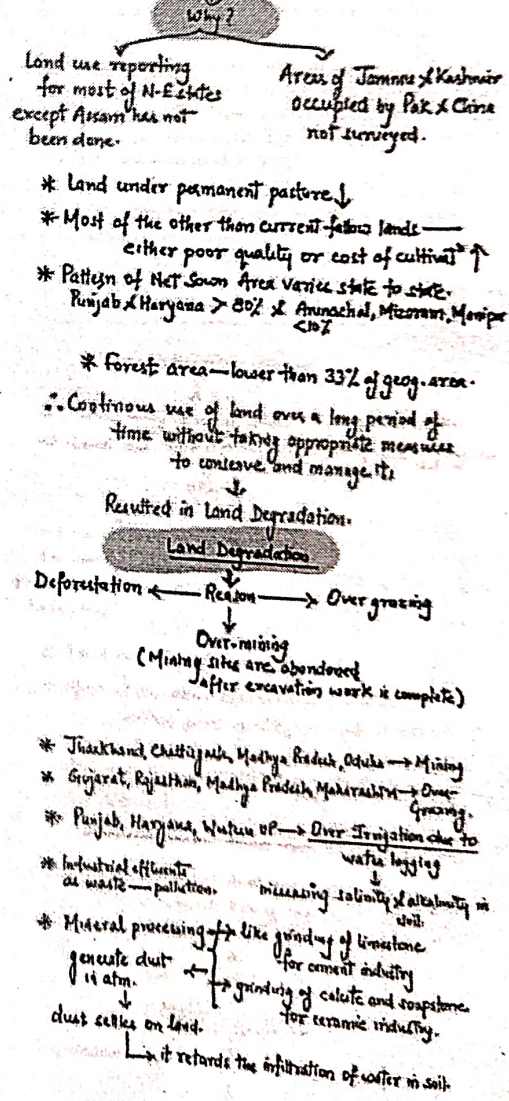 Why?
Land use reporting
for most of N-E states
except Assam has not
been done.
Areas of Jammu & Kashmir
occupied by Pak & China
not surveyed.
* Land under permanent pasture ↓
* Most of the other than current fallow lands —
either poor quality or cost of cultivatⁿ ↑
* Pattern of Net Sown Area varies state to state.
Punjab & Haryana > 80% & Arunachal, Mizoram, Manipur
<10%
* Forest area — lower than 33% of geog. area.
∴ Continous use of land over a long period of
time without taking appropriate measures
to conserve and manage it,
↓
Resulted in Land Degradation.
Land Degradation
↓
Deforestation ← Reason → Over grazing
↓
Over-mining
(Mining sites are abandoned
after excavation work is complete)
* Jharkhand, Chattisgarh, Madhya Pradesh, Odisha → Mining
* Gujarat, Rajasthan, Madhya Pradesh, Maharashtra → Over-
Grazing.
* Punjab, Haryana, Western UP → Over Irrigation due to
water logging
↓
increasing salinity & alkalinity in
soil.
* Industrial effluents
as waste — pollution.
* Mineral processing → like grinding of limestone
for cement industry
→ grinding of calcite and soapstone
for ceramic industry.
generate dust ←
in atm.
↓
dust settles on land.
↳ it retards the infiltration of water in soil.